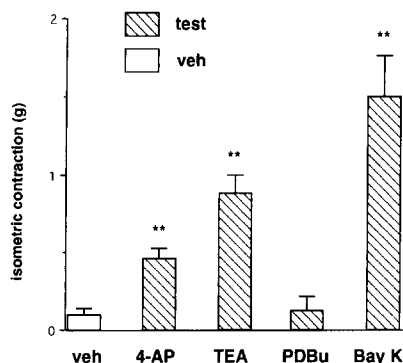 2
test
veh
**
**
**
1
isometric contraction (g)
0
veh 4-AP TEA PDBu Bay K